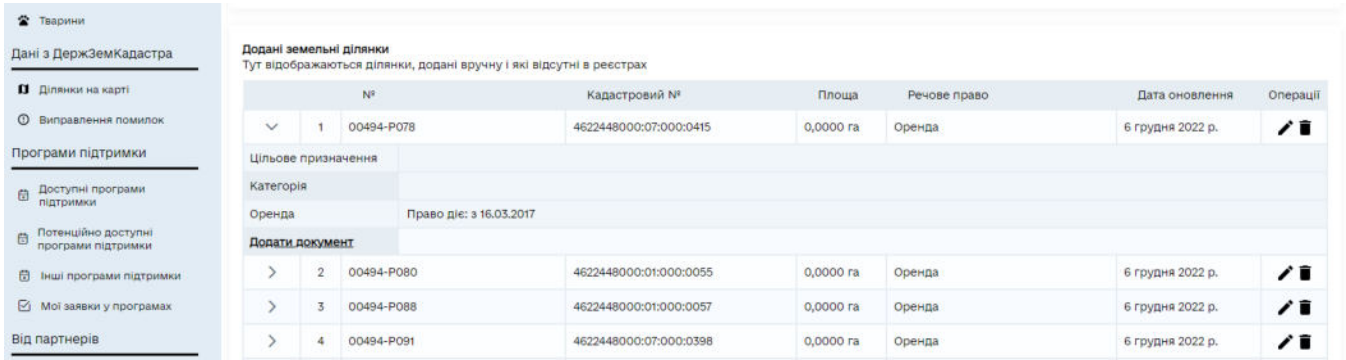 Тварини
Дані з ДержЗемКадастра
Ділянки на карті
Виправлення помилок
Програми підтримки
Доступні програми
підтримки
Потенційно доступні
програми підтримки
Інші програми підтримки
Мої заявки у програмах
Від партнерів
Додані земельні ділянки
Тут відображаються ділянки, додані вручну і які відсутні в реєстрах
№ Кадастровий № Площа Речове право Дата оновлення Операції
1 00494-P078 4622448000:07:000:0415 0,0000 га Оренда 6 грудня 2022 р.
Цільове призначення
Категорія
Оренда Право діє: з 16.03.2017
Додати документ
2 00494-P080 4622448000:01:000:0055 0,0000 га Оренда 6 грудня 2022 р.
3 00494-P088 4622448000:01:000:0057 0,0000 га Оренда 6 грудня 2022 р.
4 00494-P091 4622448000:07:000:0398 0,0000 га Оренда 6 грудня 2022 р.